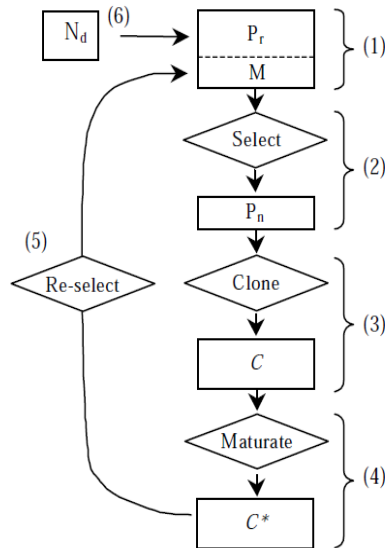 N_d
(6)
P_r
M
(1)
Select
(2)
P_n
(5)
Re-select
Clone
(3)
C
Maturate
(4)
C*